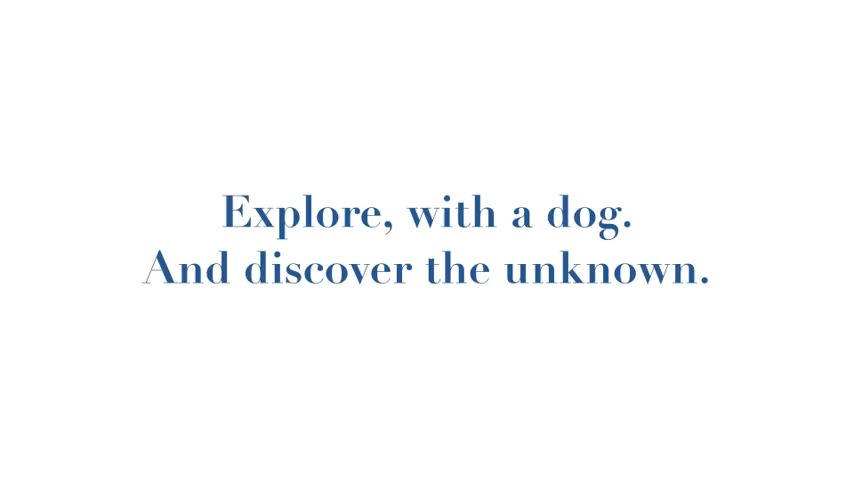 Explore, with a dog.
And discover the unknown.